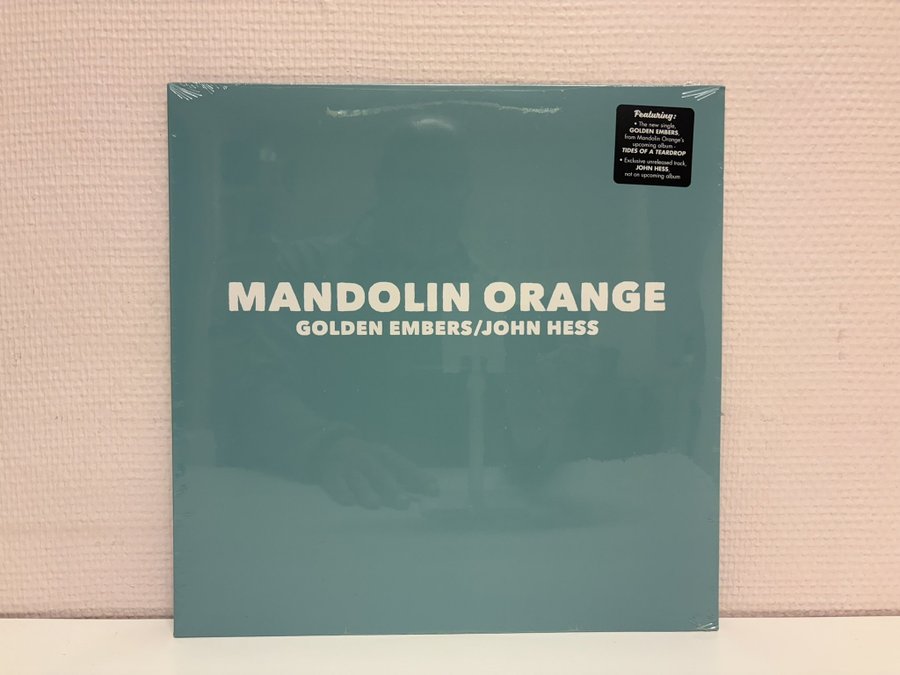 Featuring:
• The new single,
GOLDEN EMBERS,
from Mandolin Orange's
upcoming album -
TIDES OF A TEARDROP
• Exclusive unreleased track,
JOHN HESS,
not on upcoming album
MANDOLIN ORANGE
GOLDEN EMBERS/JOHN HESS